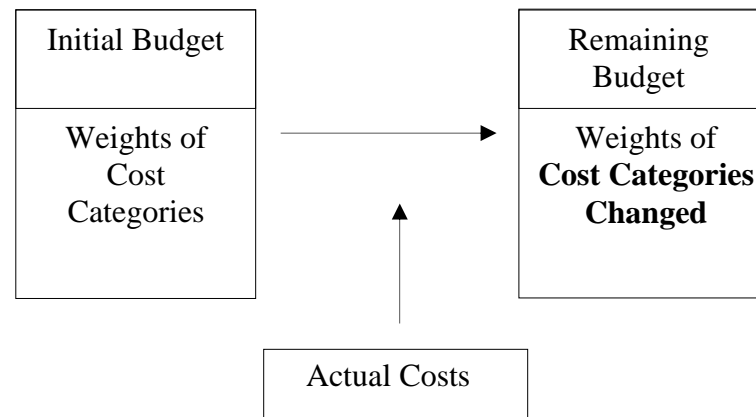 Initial Budget
Weights of
Cost
Categories
Remaining
Budget
Weights of
Cost Categories
Changed
Actual Costs